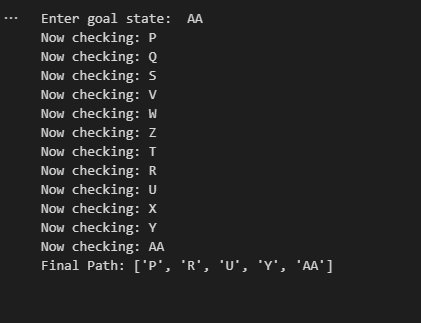 Enter goal state:  AA
Now checking: P
Now checking: Q
Now checking: S
Now checking: V
Now checking: W
Now checking: Z
Now checking: T
Now checking: R
Now checking: U
Now checking: X
Now checking: Y
Now checking: AA
Final Path: ['P', 'R', 'U', 'Y', 'AA']